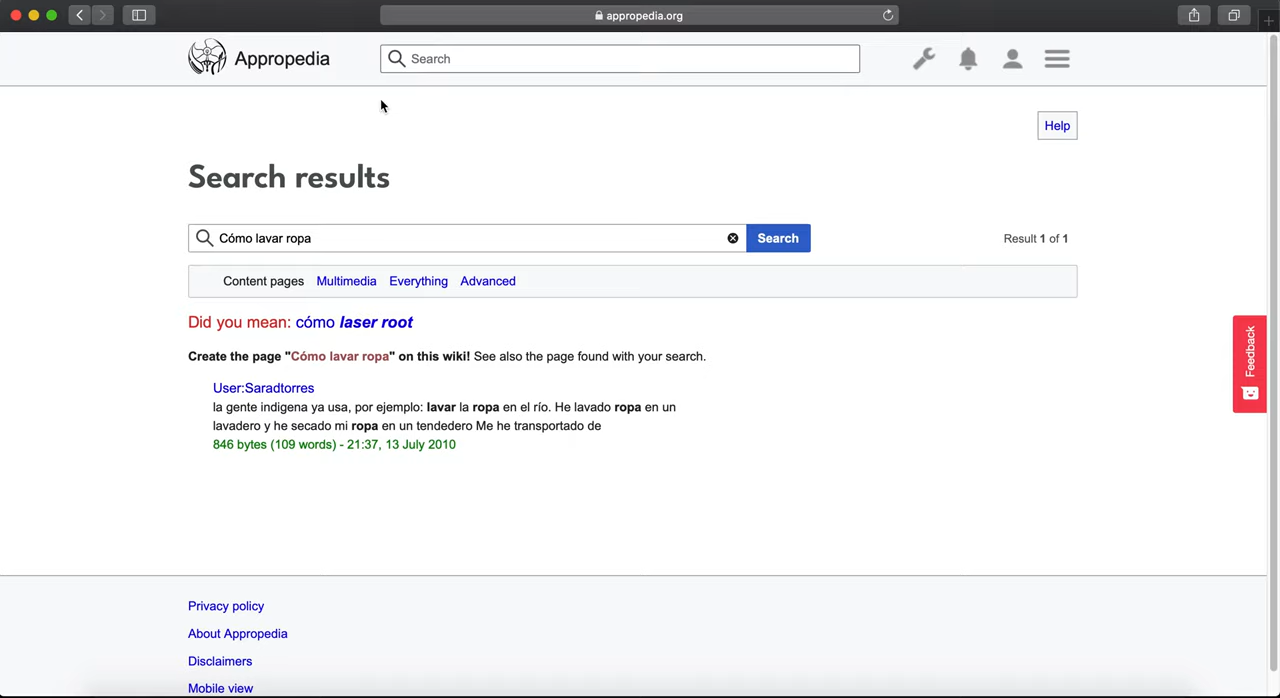 appropedia.org
Appropedia
Search
Help
Search results
Cómo lavar ropa
Search
Result 1 of 1
Content pages Multimedia Everything Advanced
Did you mean: cómo laser root
Create the page "Cómo lavar ropa" on this wiki! See also the page found with your search.
Feedback
User:Saradtorres
la gente indigena ya usa, por ejemplo: lavar la ropa en el río. He lavado ropa en un
lavadero y he secado mi ropa en un tendedero Me he transportado de
846 bytes (109 words) - 21:37, 13 July 2010
Privacy policy
About Appropedia
Disclaimers
Mobile view